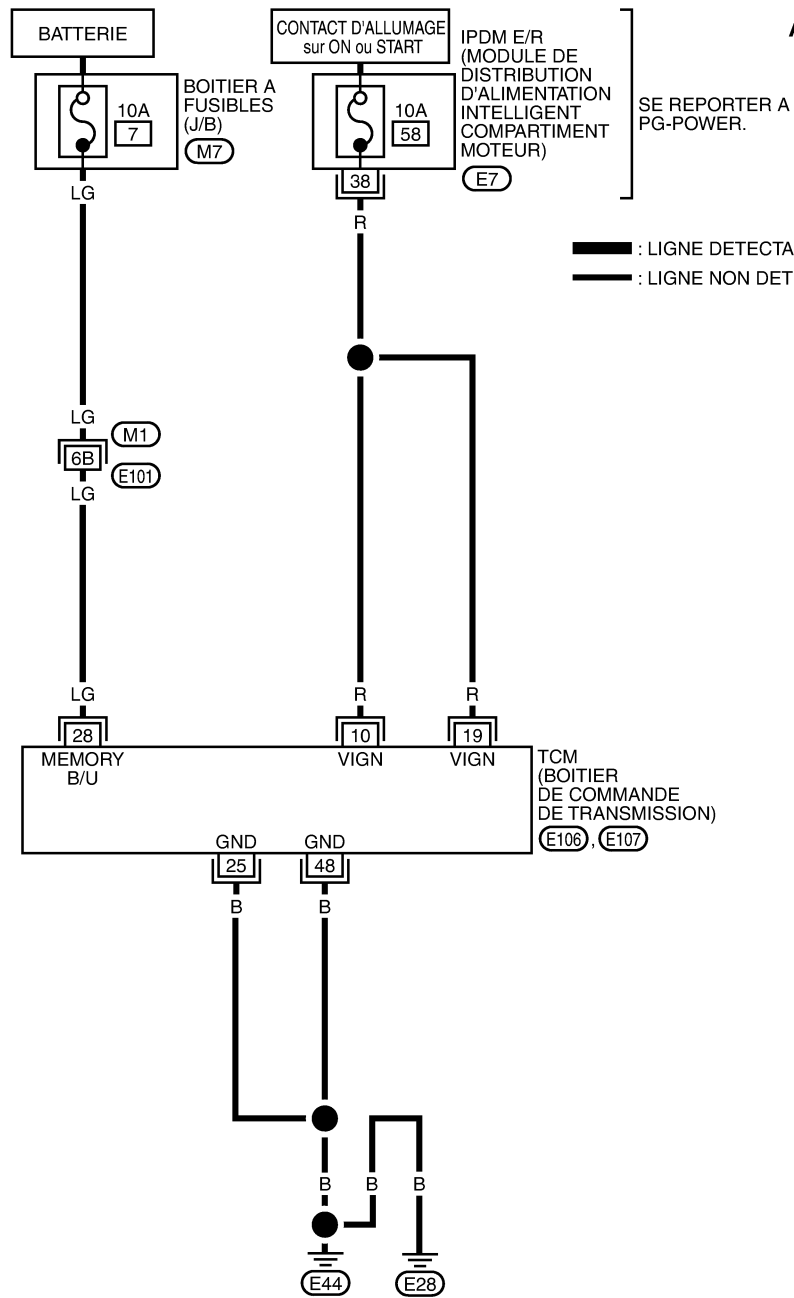 BATTERIE
CONTACT D'ALLUMAGE
sur ON ou START
10A
7
BOITIER A
FUSIBLES
(J/B)
M7
10A
58
IPDM E/R
(MODULE DE
DISTRIBUTION
D'ALIMENTATION
INTELLIGENT
COMPARTIMENT
MOTEUR)
E7
SE REPORTER A
PG-POWER.
38
LG
R
: LIGNE DETECTA
: LIGNE NON DET
LG
M1
6B
E101
LG
LG
R
R
28
10
19
MEMORY
B/U
VIGN
VIGN
TCM
(BOITIER
DE COMMANDE
DE TRANSMISSION)
E106, E107
GND
GND
25
48
B
B
B
B
B
E44
E28